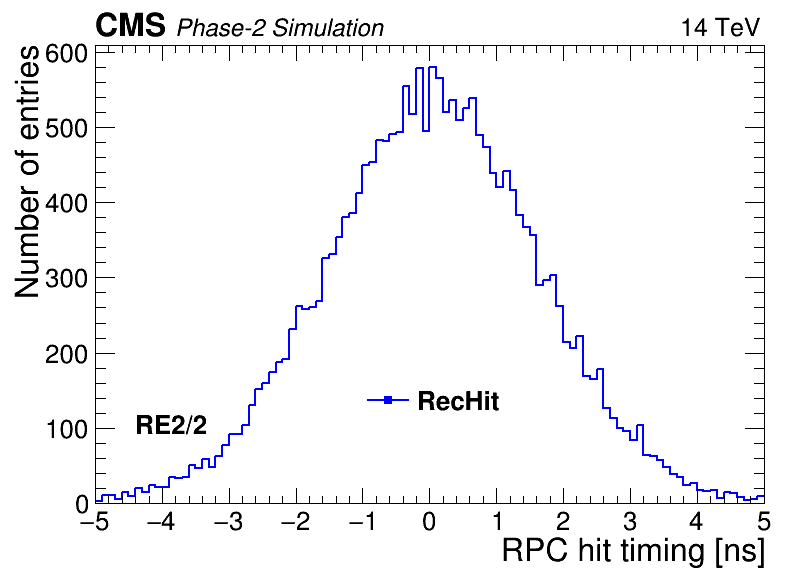 CMS Phase-2 Simulation 14 TeV
Number of entries
600
500
400
300
200
100
0
RE2/2
RecHit
−5 −4 −3 −2 −1 0 1 2 3 4 5
RPC hit timing [ns]